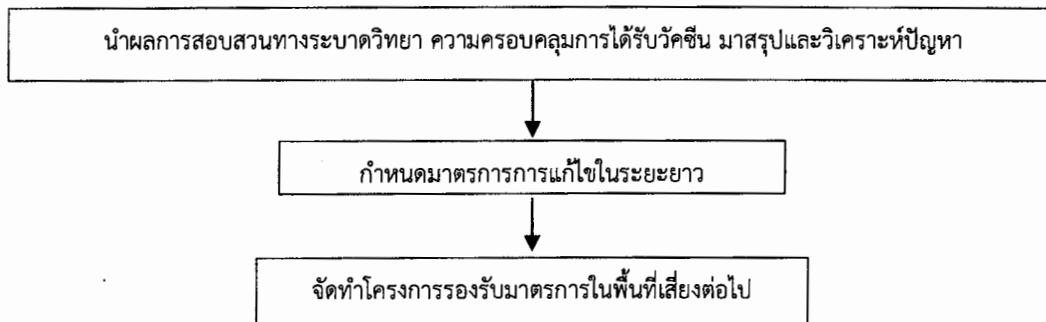 นำผลการสอบสวนทางระบาดวิทยา ความครอบคลุมการได้รับวัคซีน มาสรุปและวิเคราะห์ปัญหา
กำหนดมาตรการการแก้ไขในระยะยาว
จัดทำโครงการรองรับมาตรการในพื้นที่เสี่ยงต่อไป